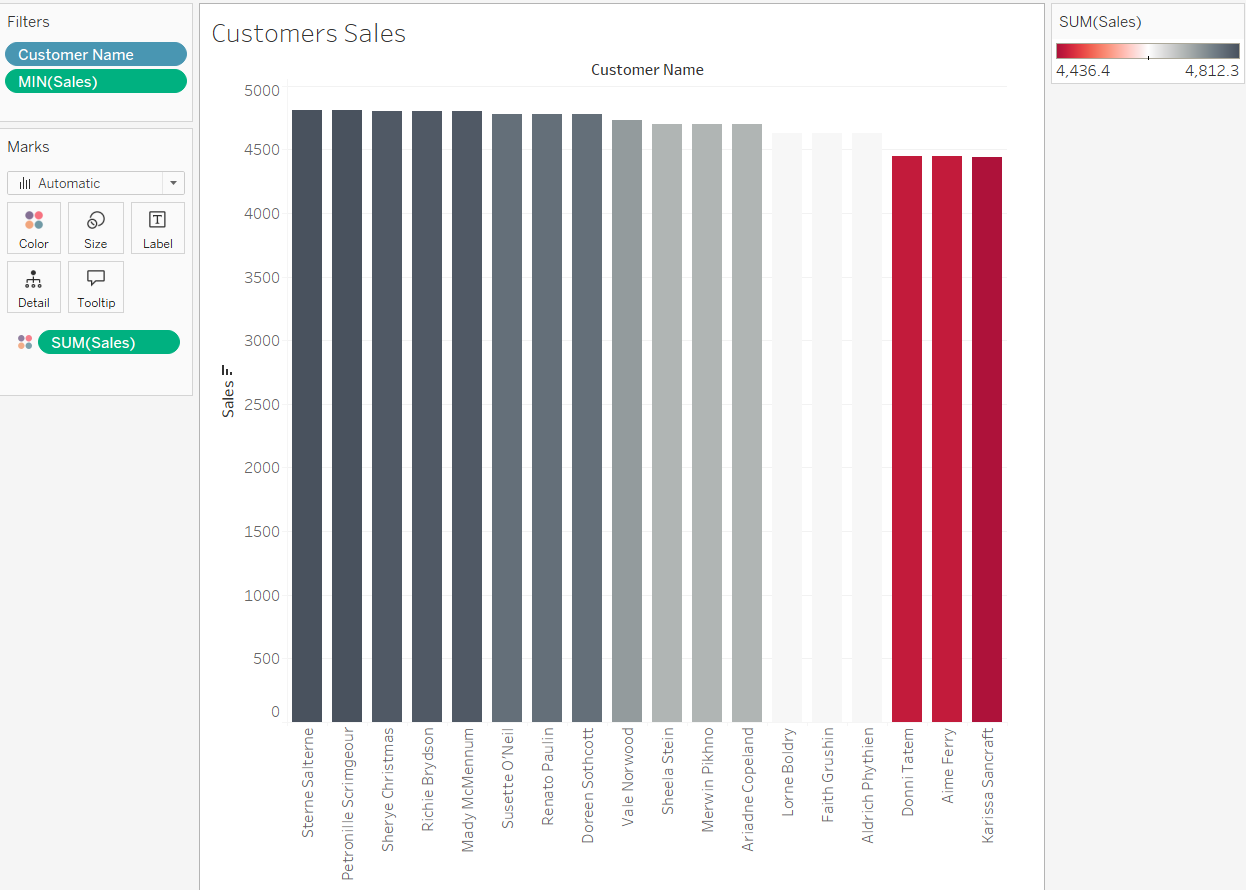 Filters
Customer Name
MIN(Sales)
Marks
Automatic
Color
Size
Label
Detail
Tooltip
SUM(Sales)
Customers Sales
Customer Name
Sales
5000
4500
4000
3500
3000
2500
2000
1500
1000
500
0
Sterne Salterne
Petronille Scrimgeour
Sherye Christmas
Richie Brydson
Mady McMennum
Susette O'Neil
Renato Paulin
Doreen Sothcott
Vale Norwood
Sheela Stein
Merwin Pikhno
Ariadne Copeland
Lorne Boldry
Faith Grushin
Aldrich Phythien
Donni Tatem
Aime Ferry
Karissa Sancraft
SUM(Sales)
4,436.4 4,812.3